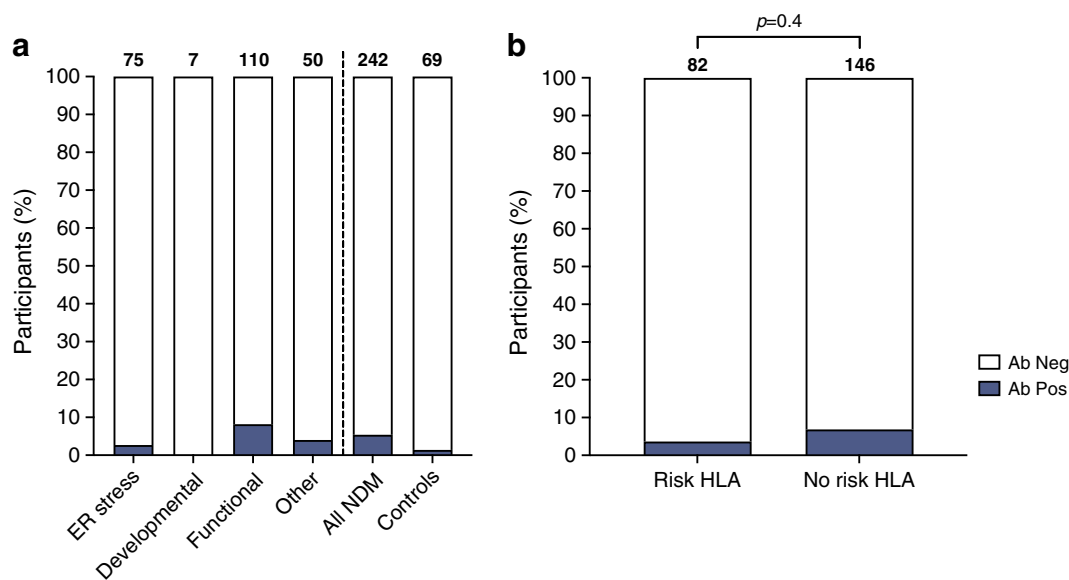 a
75 7 110 50 242 69
100
90
80
70
60
50
40
30
20
10
0
Participants (%)
ER stress
Developmental
Functional
Other
All NDM
Controls
b
p=0.4
82 146
100
90
80
70
60
50
40
30
20
10
0
Participants (%)
Risk HLA No risk HLA
Ab Neg
Ab Pos